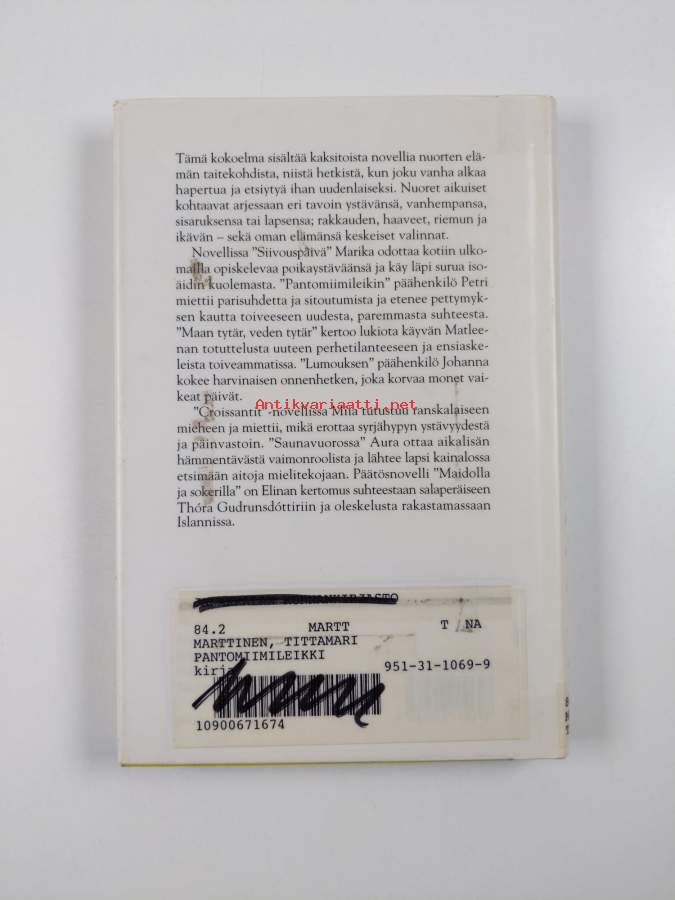 Tämä kokoelma sisältää kaksitoista novellia nuorten elä-
män taitekohdista, niistä hetkistä, kun joku vanha alkaa
hapertua ja etsiytyä ihan uudenlaiseksi. Nuoret aikuiset
kohtaavat arjessaan eri tavoin ystävänsä, vanhempansa,
sisaruksensa tai lapsensa; rakkauden, haaveet, riemun ja
ikävän – sekä oman elämänsä keskeiset valinnat.
Novellissa "Siivouspäivä" Marika odottaa kotiin ulko-
mailla opiskelevaa poikaystäväänsä ja käy läpi surua iso-
äidin kuolemasta. "Pantomiimileikin" päähenkilö Petri
miettii parisuhdetta ja sitoutumista ja etenee pettymyk-
sen kautta toiveeseen uudesta, paremmasta suhteesta.
"Maan tytär, veden tytär" kertoo lukiota käyvän Matlee-
nan totuttelusta uuteen perhetilanteeseen ja ensiaske-
leista toiveammatissa. "Lumouksen" päähenkilö Johanna
kokee harvinaisen onnenhetken, joka korvaa monet vai-
keat päivät.
Antikvariaatti.net
"Croissantit"-novellissa Mila tutustuu ranskalaiseen
mieheen ja miettii, mikä erottaa syrjähypyn ystävyydestä
ja päinvastoin. "Saunavuorossa" Aura ottaa aikalisän
hämmentävästä vaimonroolista ja lähtee lapsi kainalossa
etsimään aitoja mielitekojaan. Päätösnovelli "Maidolla
ja sokerilla" on Elinan kertomus suhteestaan salaperäiseen
Thóra Gudrunsdóttiriin ja oleskelusta rakastamassaan
Islannissa.
84.2 MARTT T NA
MARTTINEN, TITTAMARI
PANTOMIIMILEIKKI
kirja 951-31-1069-9
10900671674